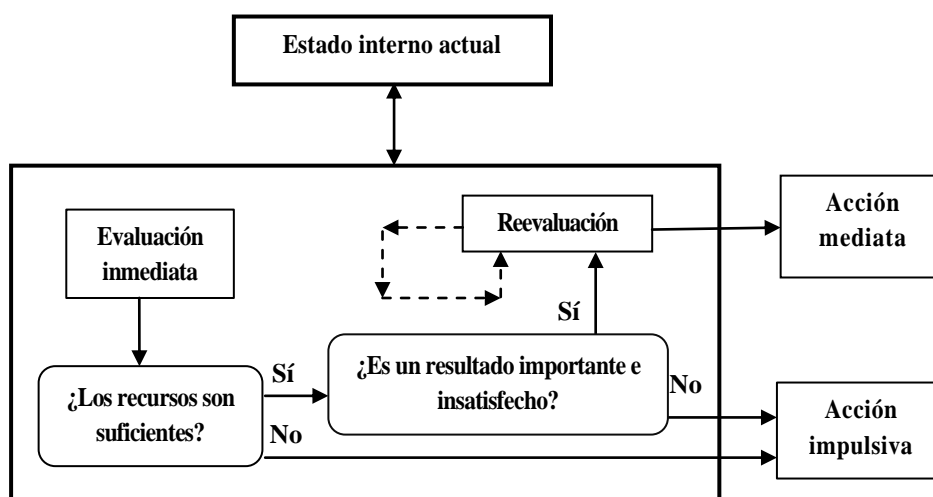 Estado interno actual
Evaluación
inmediata
Reevaluación
Acción
mediata
Sí
¿Los recursos son
suficientes?
Sí
No
¿Es un resultado importante e
insatisfecho?
No
Acción
impulsiva